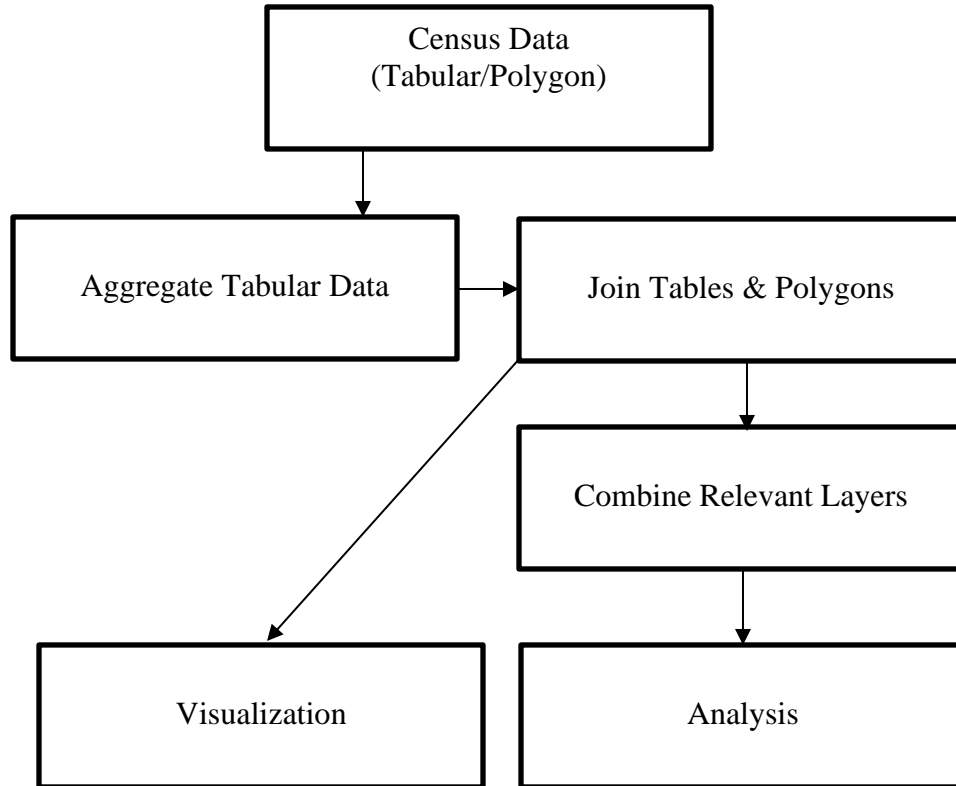 Census Data
(Tabular/Polygon)
Aggregate Tabular Data
Join Tables & Polygons
Combine Relevant Layers
Visualization
Analysis